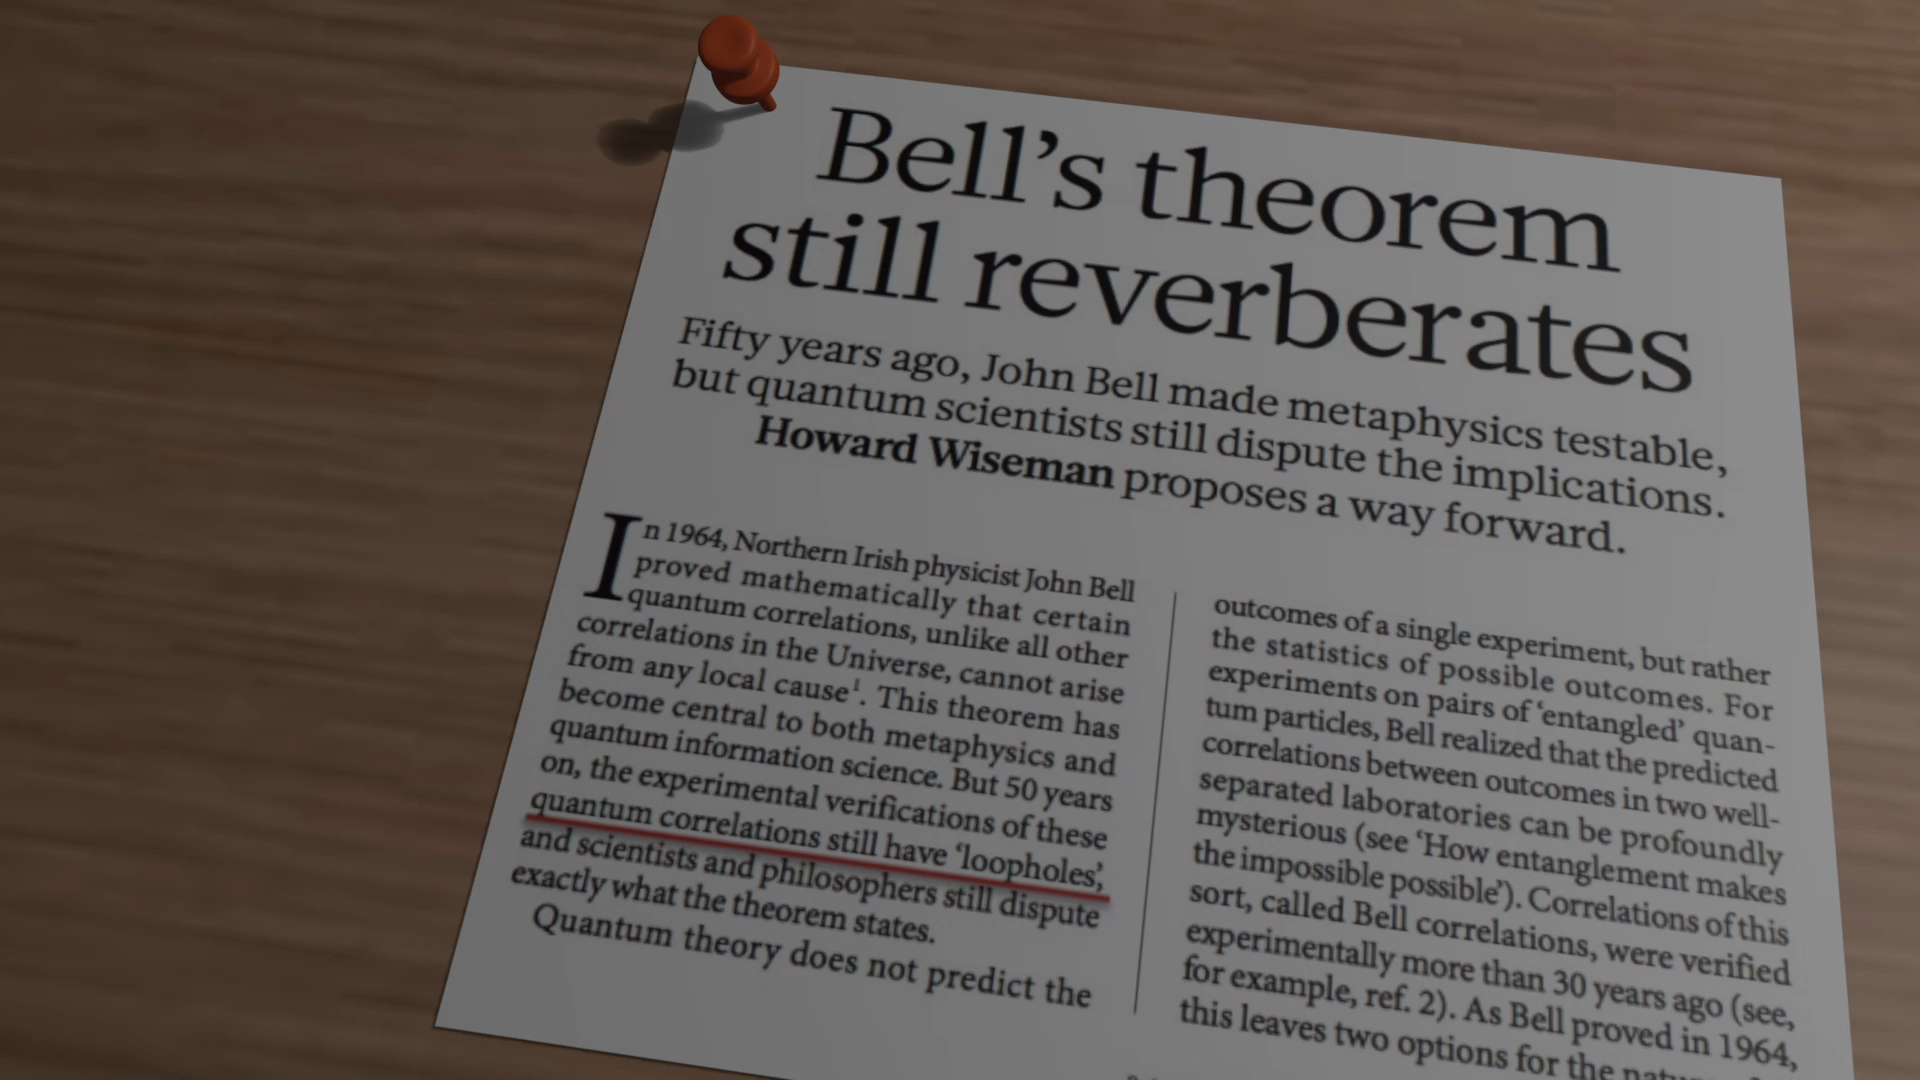 Bell’s theorem
still reverberates
Fifty years ago, John Bell made metaphysics testable,
but quantum scientists still dispute the implications.
Howard Wiseman proposes a way forward.
In 1964, Northern Irish physicist John Bell
proved mathematically that certain
quantum correlations, unlike all other
correlations in the Universe, cannot arise
from any local cause¹. This theorem has
become central to both metaphysics and
quantum information science. But 50 years
on, the experimental verifications of these
quantum correlations still have ‘loopholes’,
and scientists and philosophers still dispute
exactly what the theorem states.
Quantum theory does not predict the
outcomes of a single experiment, but rather
the statistics of possible outcomes. For
experiments on pairs of ‘entangled’ quan-
tum particles, Bell realized that the predicted
correlations between outcomes in two well-
separated laboratories can be profoundly
mysterious (see ‘How entanglement makes
the impossible possible’). Correlations of this
sort, called Bell correlations, were verified
experimentally more than 30 years ago (see,
for example, ref. 2). As Bell proved in 1964,
this leaves two options for the